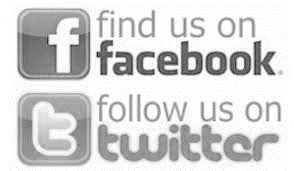 f find us on
facebook.
t follow us on
twitter